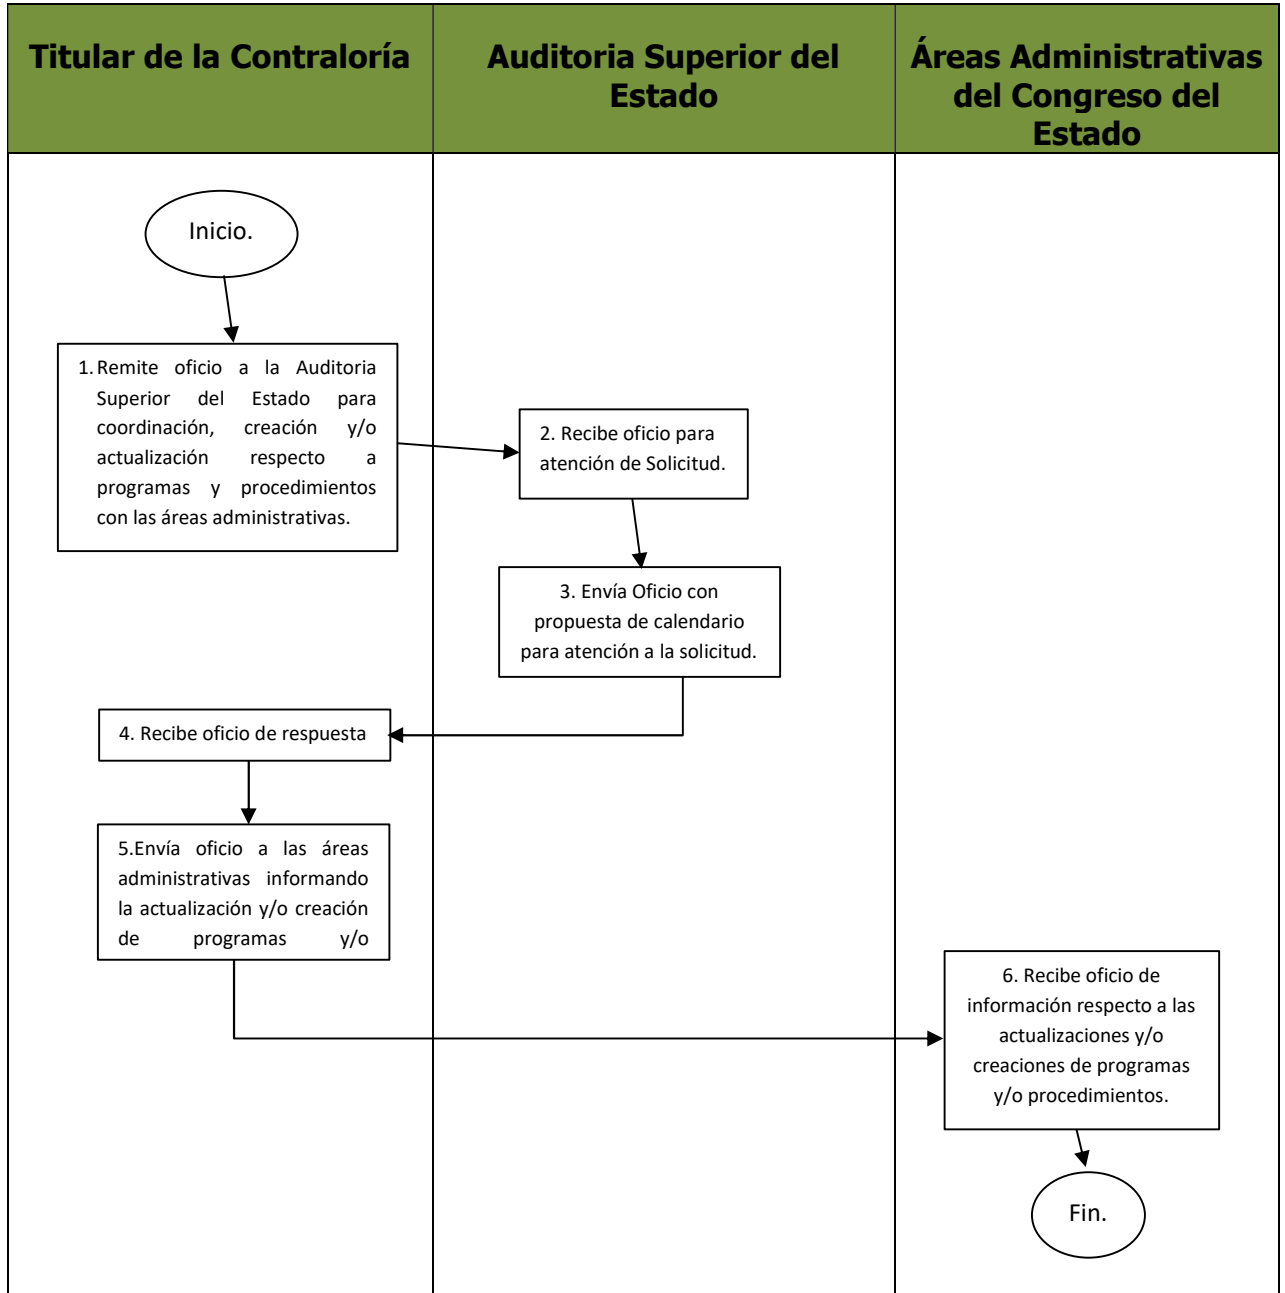 Titular de la Contraloría
Auditoria Superior del
Estado
Áreas Administrativas
del Congreso del
Estado
Inicio.
1. Remite oficio a la Auditoria
Superior del Estado para
coordinación, creación y/o
actualización respecto a
programas y procedimientos
con las áreas administrativas.
2. Recibe oficio para
atención de Solicitud.
3. Envía Oficio con
propuesta de calendario
para atención a la solicitud.
4. Recibe oficio de respuesta
5.Envía oficio a las áreas
administrativas informando
la actualización y/o creación
de programas y/o
6. Recibe oficio de
información respecto a las
actualizaciones y/o
creaciones de programas
y/o procedimientos.
Fin.